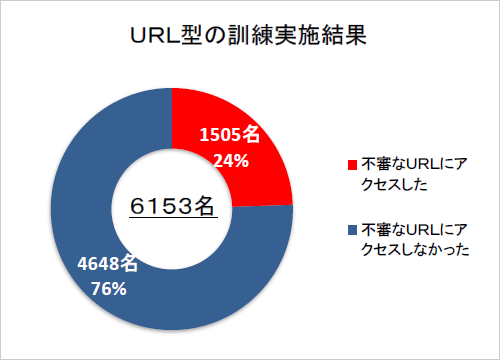 ＵＲＬ型の訓練実施結果
1505名
24%
6153名
4648名
76%
不審なＵＲＬにア
クセスした
不審なＵＲＬにア
クセスしなかった